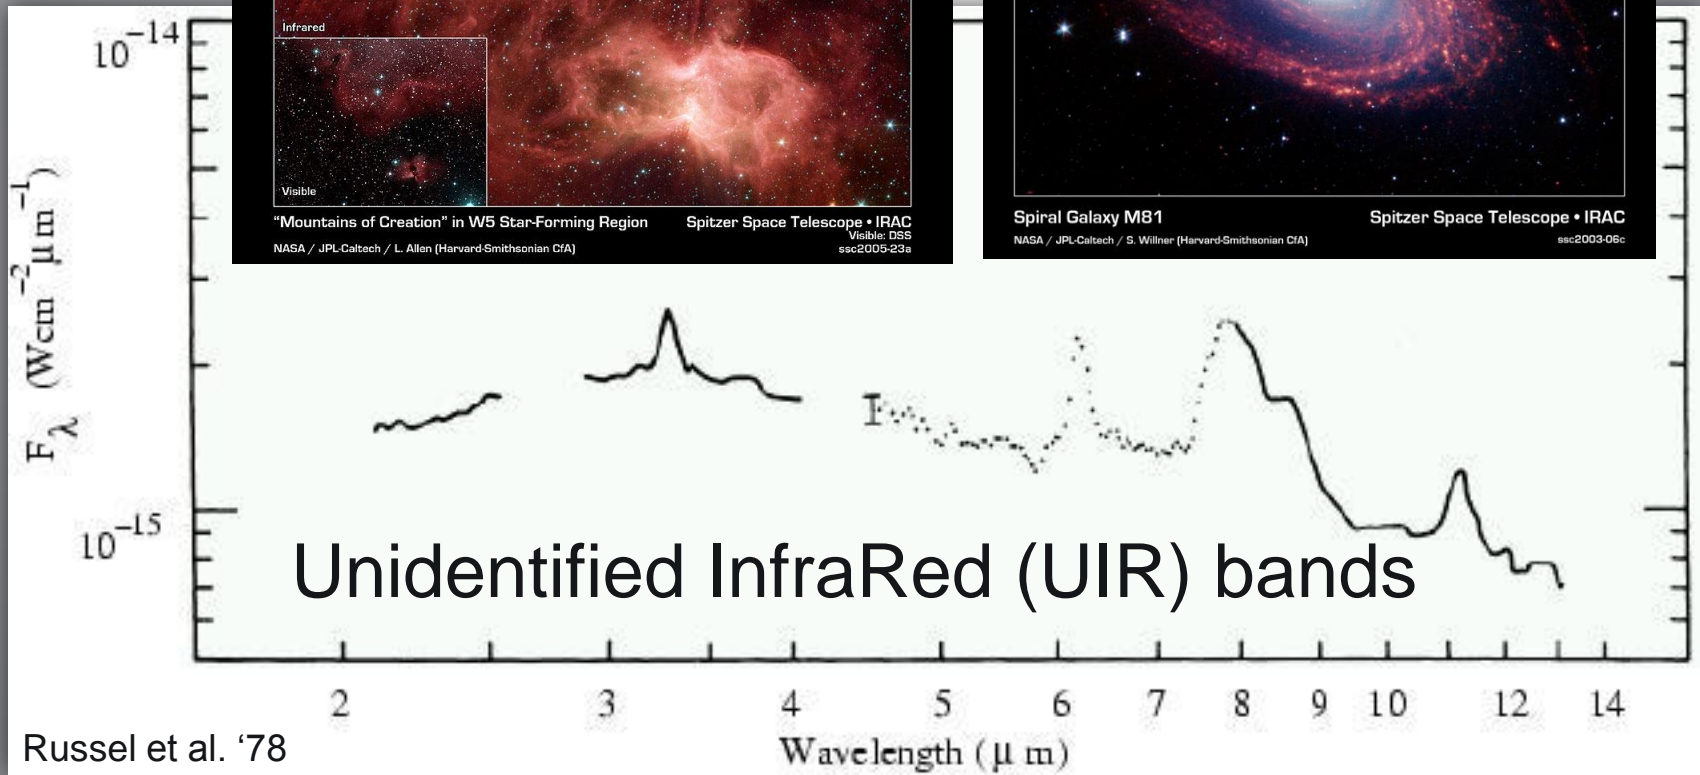 Infrared
Visible
"Mountains of Creation" in W5 Star-Forming Region
Spitzer Space Telescope • IRAC
Visible: DSS
NASA / JPL-Caltech / L. Allen (Harvard-Smithsonian CfA)
ssc2005-23a
Spiral Galaxy M81
Spitzer Space Telescope • IRAC
NASA / JPL-Caltech / S. Willner (Harvard-Smithsonian CfA)
ssc2003-06c
10⁻¹⁴
Fλ (Wcm⁻²μm⁻¹)
10⁻¹⁵
Unidentified InfraRed (UIR) bands
2 3 4 5 6 7 8 9 10 12 14
Wavelength (μ m)
Russel et al. ‘78